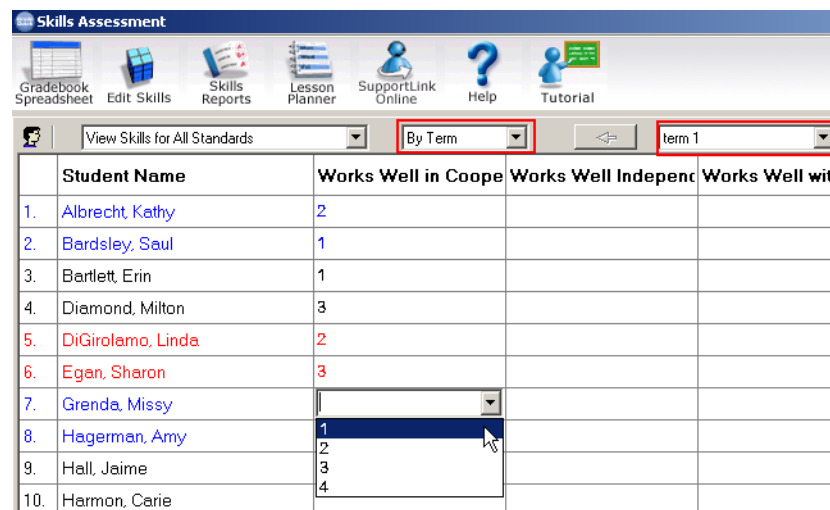 Skills Assessment
Gradebook Spreadsheet
Edit Skills
Skills Reports
Lesson Planner
SupportLink Online
Help
Tutorial
View Skills for All Standards By Term term 1
Student Name Works Well in Coope Works Well Independ Works Well wit
1. Albrecht, Kathy 2
2. Bardsley, Saul 1
3. Bartlett, Erin 1
4. Diamond, Milton 3
5. DiGirolamo, Linda 2
6. Egan, Sharon 3
7. Grenda, Missy
1
8. Hagerman, Amy
2
9. Hall, Jaime 3
4
10. Harmon, Carie